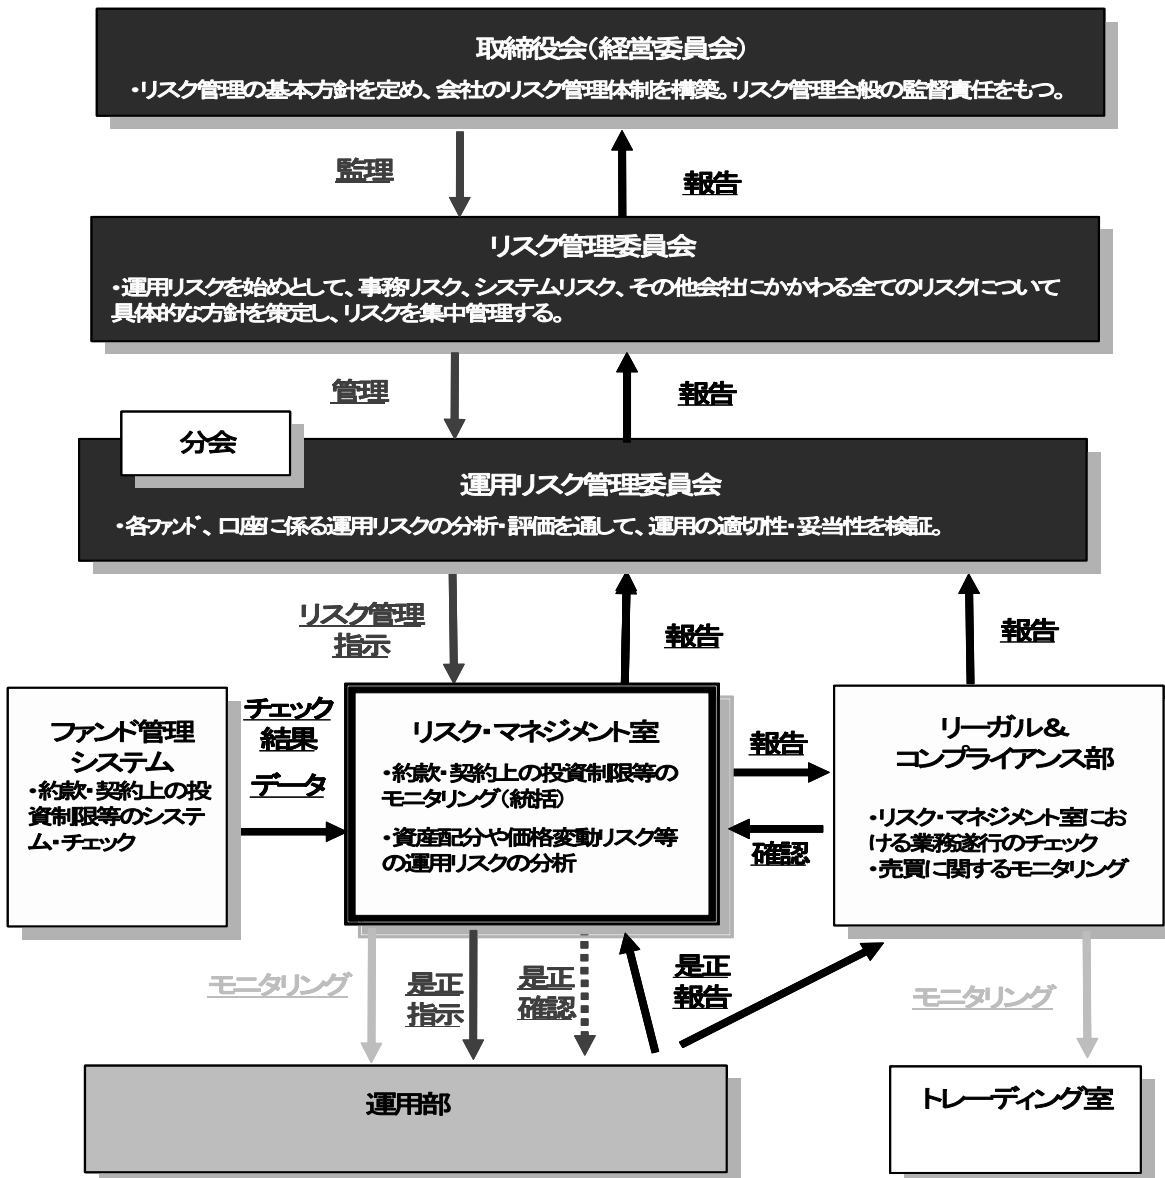 取締役会（経営委員会）
・リスク管理の基本方針を定め、会社のリスク管理体制を構築。リスク管理全般の監督責任をもつ。
監理
報告
リスク管理委員会
・運用リスクを始めとして、事務リスク、システムリスク、その他会社にかかわる全てのリスクについて
具体的な方針を策定し、リスクを集中管理する。
管理
報告
分会
運用リスク管理委員会
・各ファンド、口座に係る運用リスクの分析・評価を通して、運用の適切性・妥当性を検証。
リスク管理
指示
報告
報告
ファンド管理
システム
・約款・契約上の投
資制限等のシステ
ム・チェック
チェック
結果
データ
リスク・マネジメント室
・約款・契約上の投資制限等の
モニタリング（統括）
・資産配分や価格変動リスク等
の運用リスクの分析
報告
確認
リーガル＆
コンプライアンス部
・リスク・マネジメント室にお
ける業務遂行のチェック
・売買に関するモニタリング
モニタリング
是正
指示
是正
確認
是正
報告
モニタリング
運用部
トレーディング室